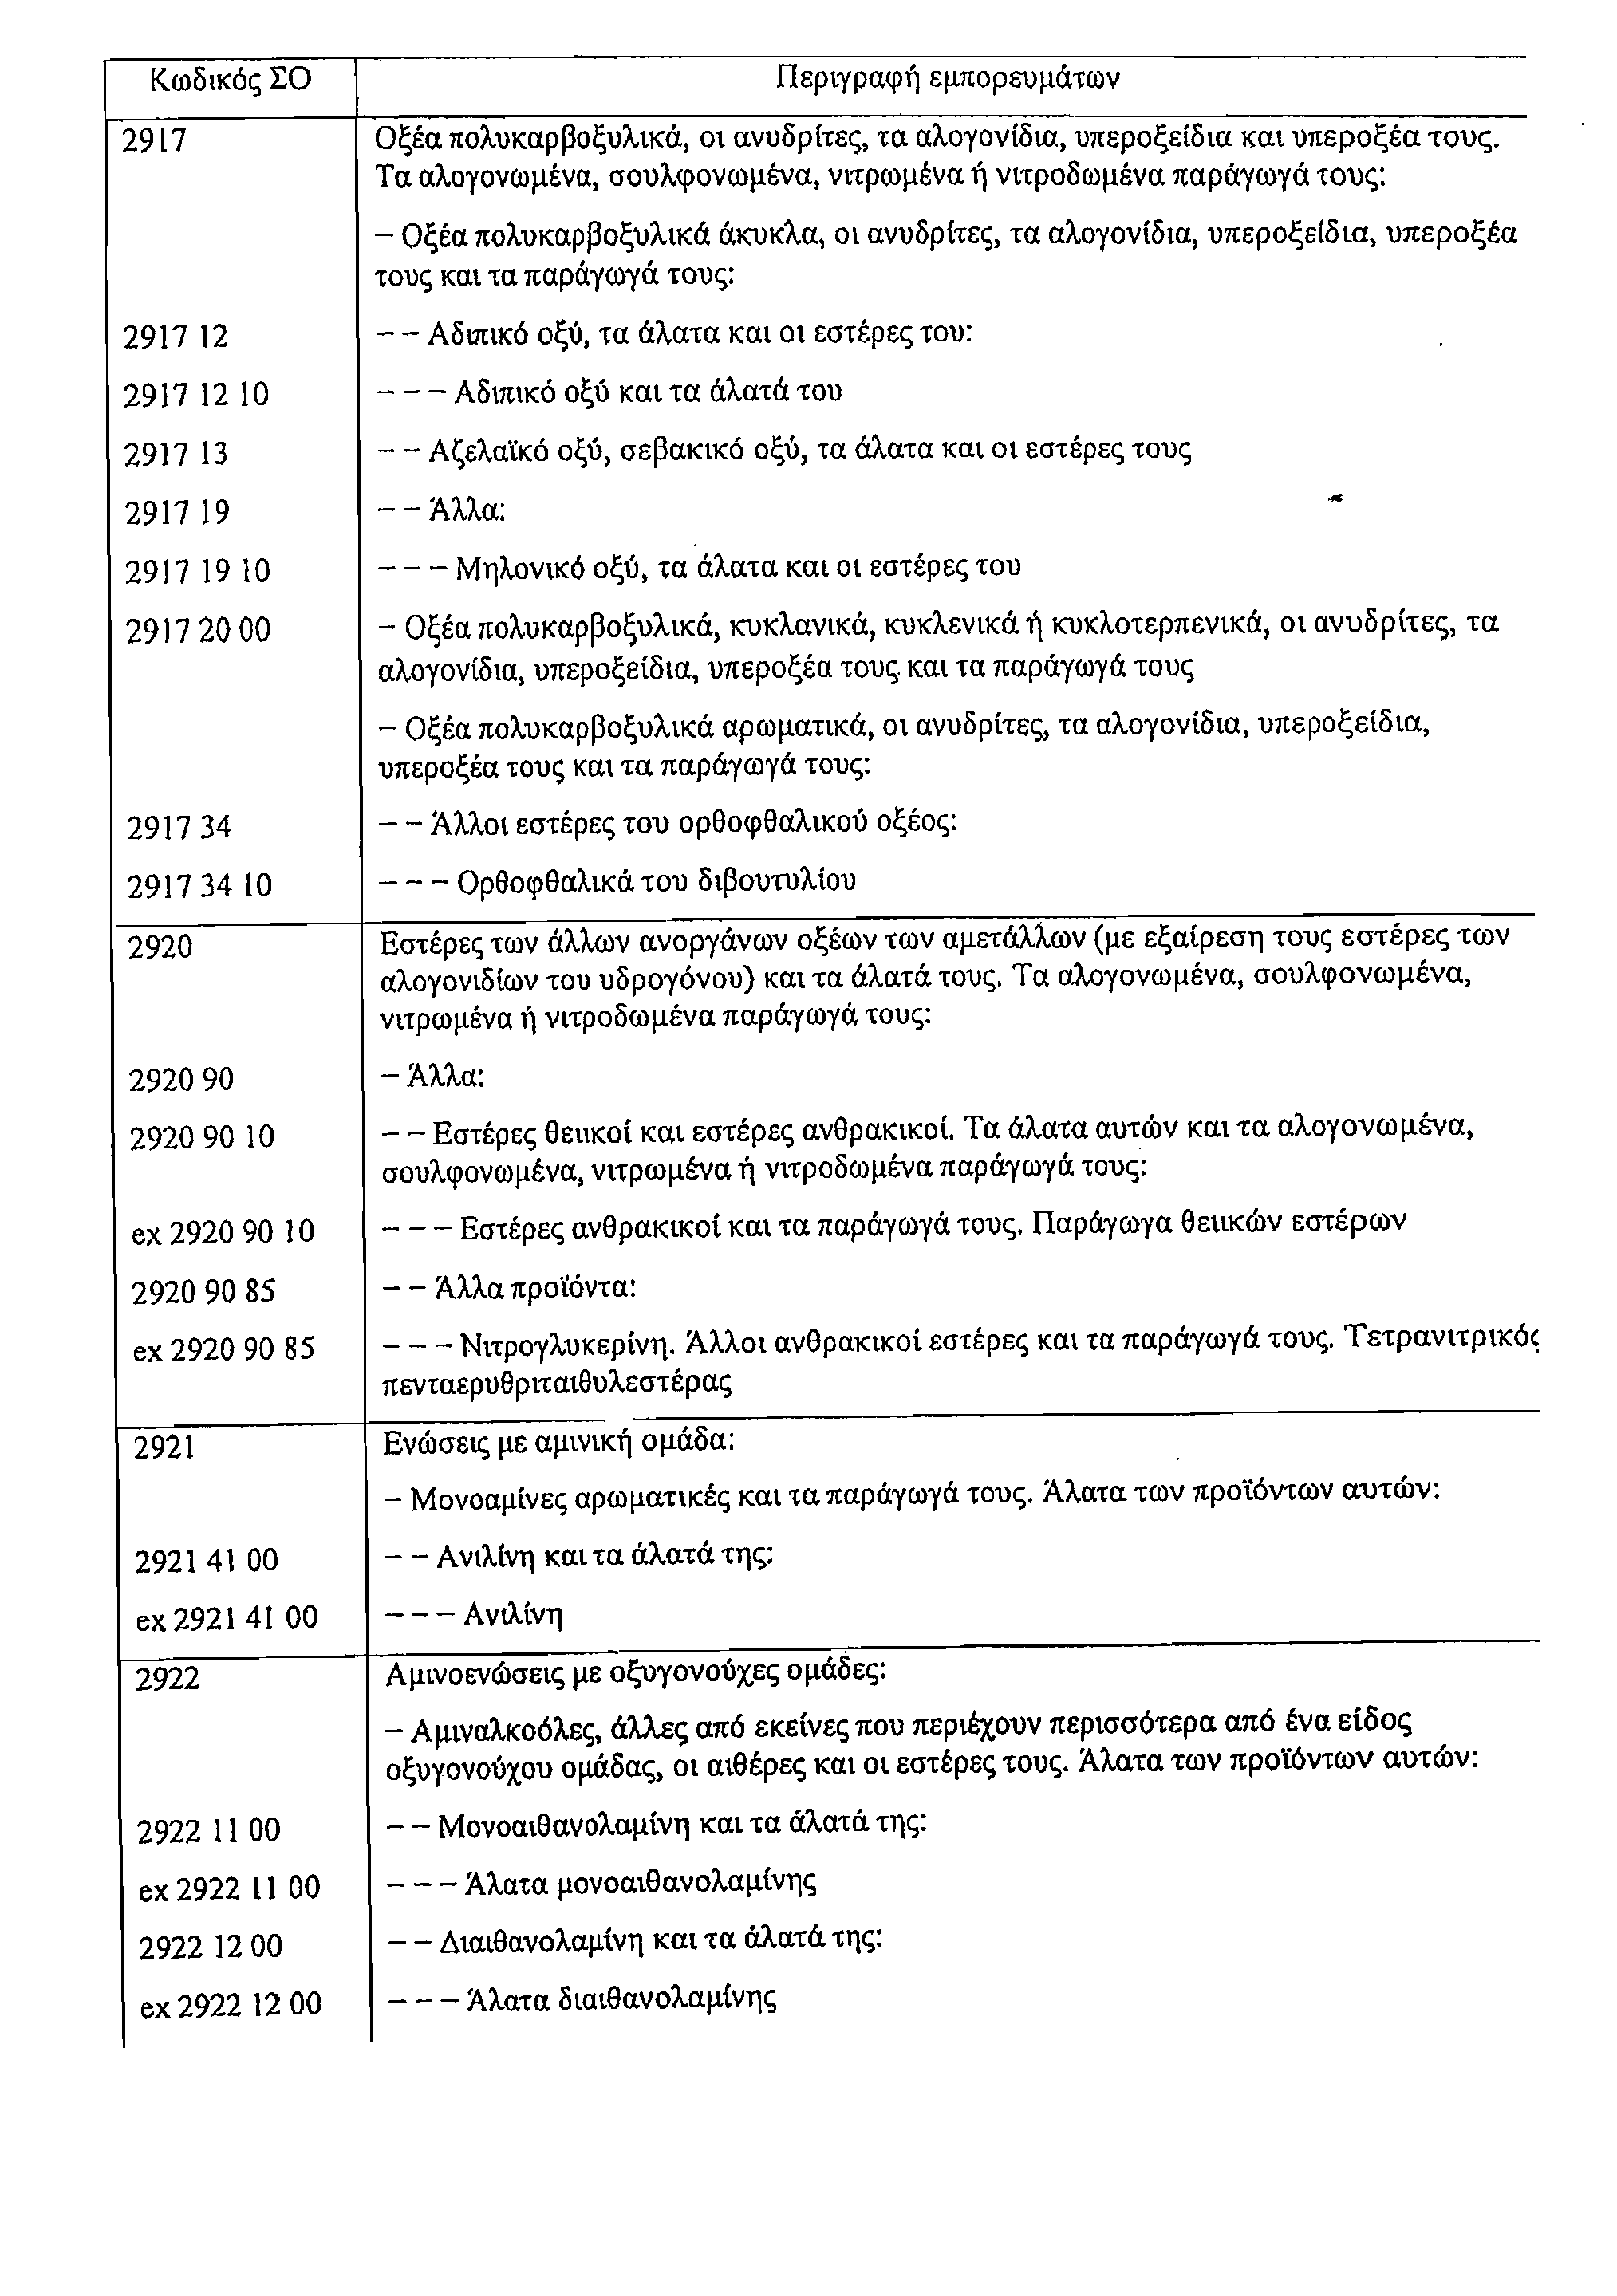 Κωδικός ΣΟ Περιγραφή εμπορευμάτων
2917 Οξέα πολυκαρβοξυλικά, οι ανυδρίτες, τα αλογονίδια, υπεροξείδια και υπεροξέα τους.
Τα αλογονωμένα, σουλφονωμένα, νιτρωμένα ή νιτροδωμένα παράγωγά τους:
– Οξέα πολυκαρβοξυλικά άκυκλα, οι ανυδρίτες, τα αλογονίδια, υπεροξείδια, υπεροξέα
τους και τα παράγωγά τους:
2917 12 – – Αδιπικό οξύ, τα άλατα και οι εστέρες του:
2917 12 10 – – – Αδιπικό οξύ και τα άλατά του
2917 13 – – Αζελαϊκό οξύ, σεβακικό οξύ, τα άλατα και οι εστέρες τους
2917 19 – – Άλλα:
2917 19 10 – – – Μηλονικό οξύ, τα άλατα και οι εστέρες του
2917 20 00 – Οξέα πολυκαρβοξυλικά, κυκλανικά, κυκλενικά ή κυκλοτερπενικά, οι ανυδρίτες, τα
αλογονίδια, υπεροξείδια, υπεροξέα τους και τα παράγωγά τους
– Οξέα πολυκαρβοξυλικά αρωματικά, οι ανυδρίτες, τα αλογονίδια, υπεροξείδια,
υπεροξέα τους και τα παράγωγά τους:
2917 34 – – Άλλοι εστέρες του ορθοφθαλικού οξέος:
2917 34 10 – – – Ορθοφθαλικά του διβουτυλίου
2920 Εστέρες των άλλων ανοργάνων οξέων των αμετάλλων (με εξαίρεση τους εστέρες των
αλογονιδίων του υδρογόνου) και τα άλατά τους. Τα αλογονωμένα, σουλφονωμένα,
νιτρωμένα ή νιτροδωμένα παράγωγά τους:
2920 90 – Άλλα:
2920 90 10 – – Εστέρες θειικοί και εστέρες ανθρακικοί. Τα άλατα αυτών και τα αλογονωμένα,
σουλφονωμένα, νιτρωμένα ή νιτροδωμένα παράγωγά τους:
ex 2920 90 10 – – – Εστέρες ανθρακικοί και τα παράγωγά τους. Παράγωγα θειικών εστέρων
2920 90 85 – – Άλλα προϊόντα:
ex 2920 90 85 – – – Νιτρογλυκερίνη. Άλλοι ανθρακικοί εστέρες και τα παράγωγά τους. Τετρανιτρικός
πενταερυθριταιθυλεστέρας
2921 Ενώσεις με αμινική ομάδα:
– Μονοαμίνες αρωματικές και τα παράγωγά τους. Άλατα των προϊόντων αυτών:
2921 41 00 – – Ανιλίνη και τα άλατά της:
ex 2921 41 00 – – – Ανιλίνη
2922 Αμινοενώσεις με οξυγονούχες ομάδες:
– Αμιναλκοόλες, άλλες από εκείνες που περιέχουν περισσότερα από ένα είδος
οξυγονούχου ομάδας, οι αιθέρες και οι εστέρες τους. Άλατα των προϊόντων αυτών:
2922 11 00 – – Μονοαιθανολαμίνη και τα άλατά της:
ex 2922 11 00 – – – Άλατα μονοαιθανολαμίνης
2922 12 00 – – Διαιθανολαμίνη και τα άλατά της:
ex 2922 12 00 – – – Άλατα διαιθανολαμίνης